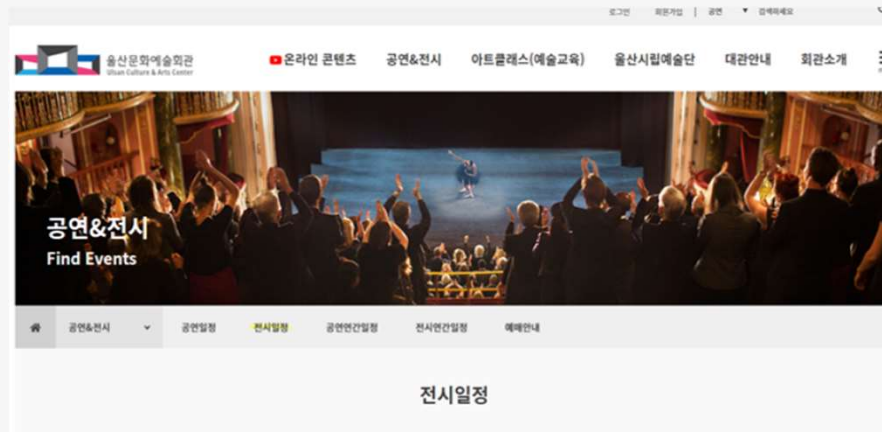 로그인 회원가입 | 공연 ▼ 검색하세요
울산문화예술회관
Ulsan Culture & Arts Center
온라인 콘텐츠 공연&전시 아트클래스(예술교육) 울산시립예술단 대관안내 회관소개
공연&전시
Find Events
공연&전시 공연일정 전시일정 공연연간일정 전시연간일정 예매안내
전시일정